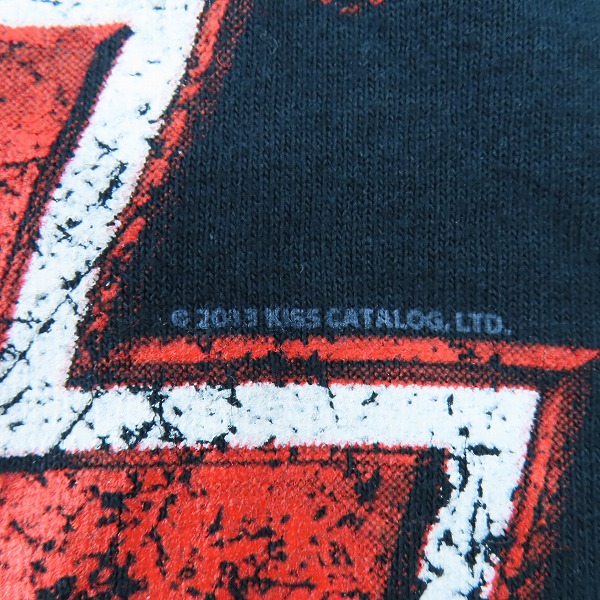 © 2013 KISS CATALOG, LTD.